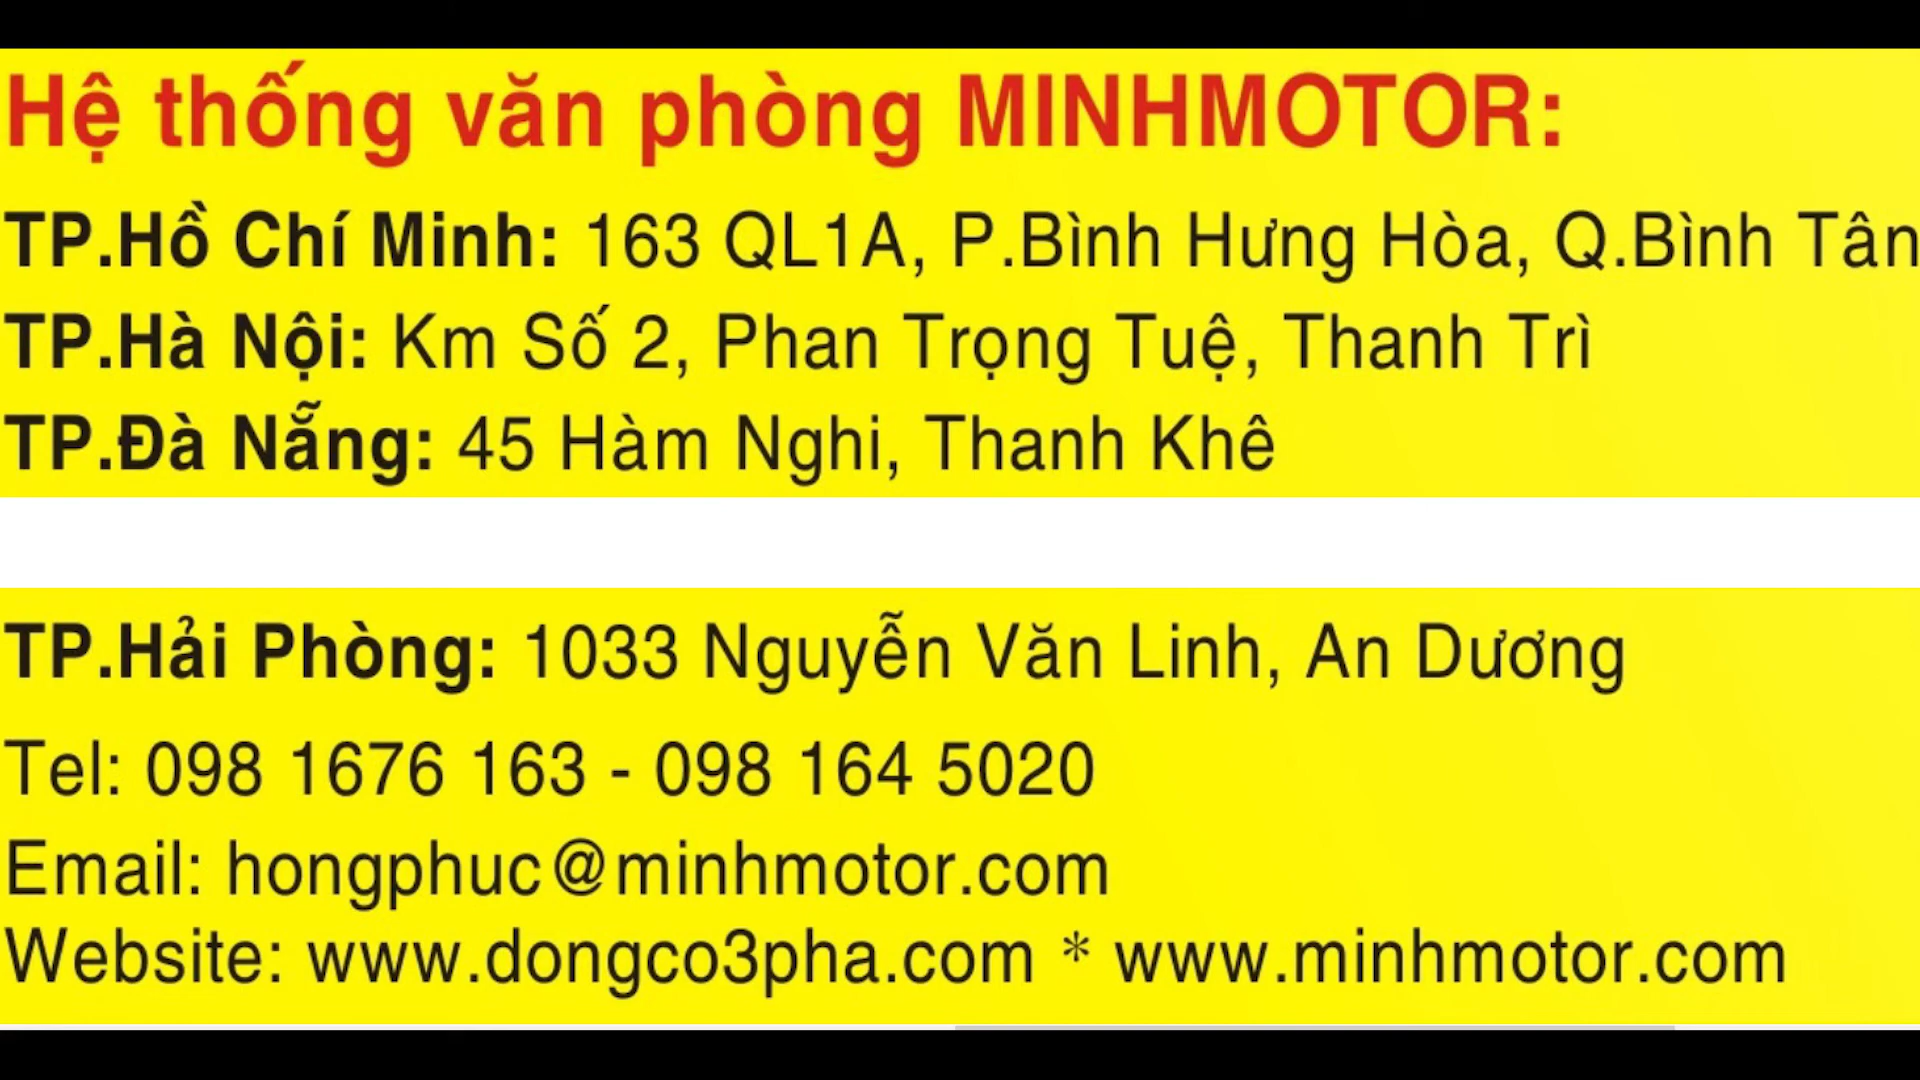 Hệ thống văn phòng MINHMOTOR:
TP.Hồ Chí Minh: 163 QL1A, P.Bình Hưng Hòa, Q.Bình Tân
TP.Hà Nội: Km Số 2, Phan Trọng Tuệ, Thanh Trì
TP.Đà Nẵng: 45 Hàm Nghi, Thanh Khê
TP.Hải Phòng: 1033 Nguyễn Văn Linh, An Dương
Tel: 098 1676 163 - 098 164 5020
Email: hongphuc@minhmotor.com
Website: www.dongco3pha.com * www.minhmotor.com